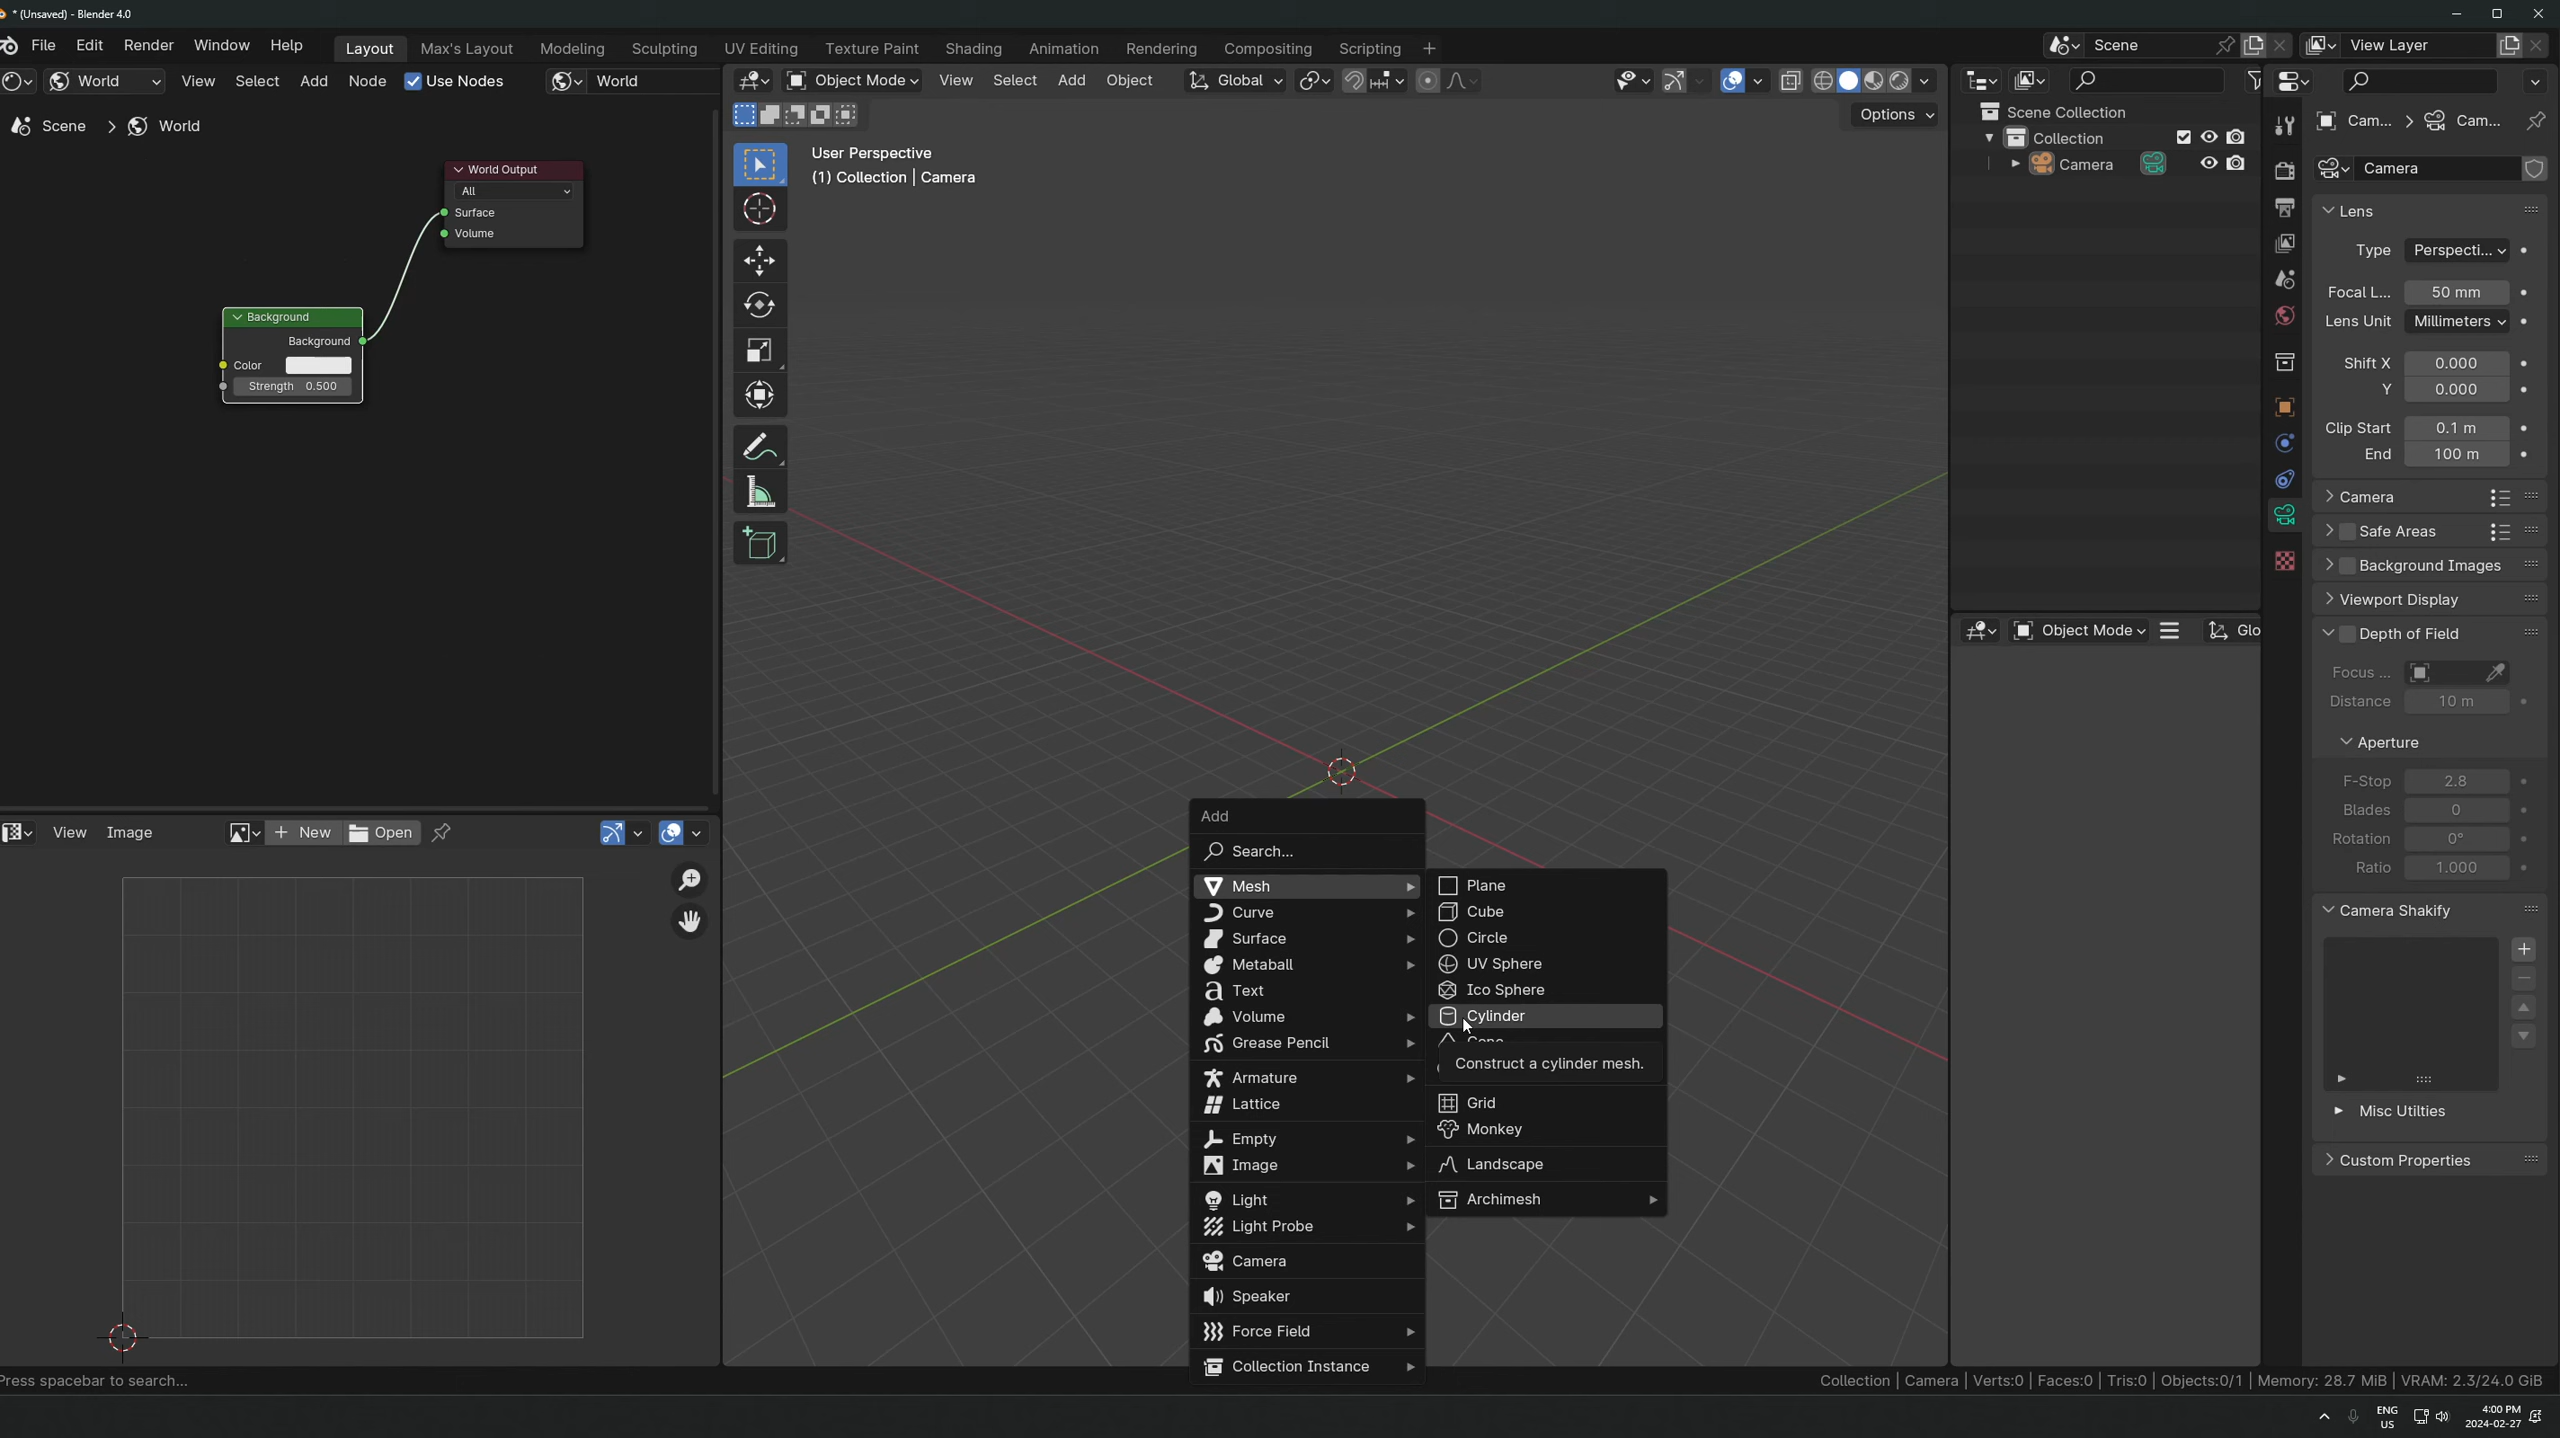 * (Unsaved) - Blender 4.0
File Edit Render Window Help
Layout Max's Layout Modeling Sculpting UV Editing Texture Paint Shading Animation Rendering Compositing Scripting +
Scene
View Layer
World View Select Add Node Use Nodes World
Scene > World
World Output
All
Surface
Volume
Background
Background
Color
Strength 0.500
Object Mode View Select Add Object Global
Options
User Perspective
(1) Collection | Camera
Add
Search...
Mesh
Curve
Surface
Metaball
Text
Volume
Grease Pencil
Armature
Lattice
Empty
Image
Light
Light Probe
Camera
Speaker
Force Field
Collection Instance
Plane
Cube
Circle
UV Sphere
Ico Sphere
Cylinder
Construct a cylinder mesh.
Grid
Monkey
Landscape
Archimesh
View Image New Open
Scene Collection
Collection
Camera
Object Mode Glo
Cam... > Cam...
Camera
Lens
Type Perspecti...
Focal L... 50 mm
Lens Unit Millimeters
Shift X 0.000
Y 0.000
Clip Start 0.1 m
End 100 m
Camera
Safe Areas
Background Images
Viewport Display
Depth of Field
Focus ...
Distance 10 m
Aperture
F-Stop 2.8
Blades 0
Rotation 0°
Ratio 1.000
Camera Shakify
Misc Utilties
Custom Properties
Press spacebar to search...
Collection | Camera | Verts:0 | Faces:0 | Tris:0 | Objects:0/1 | Memory: 28.7 MiB | VRAM: 2.3/24.0 GiB
ENG
US
4:00 PM
2024-02-27